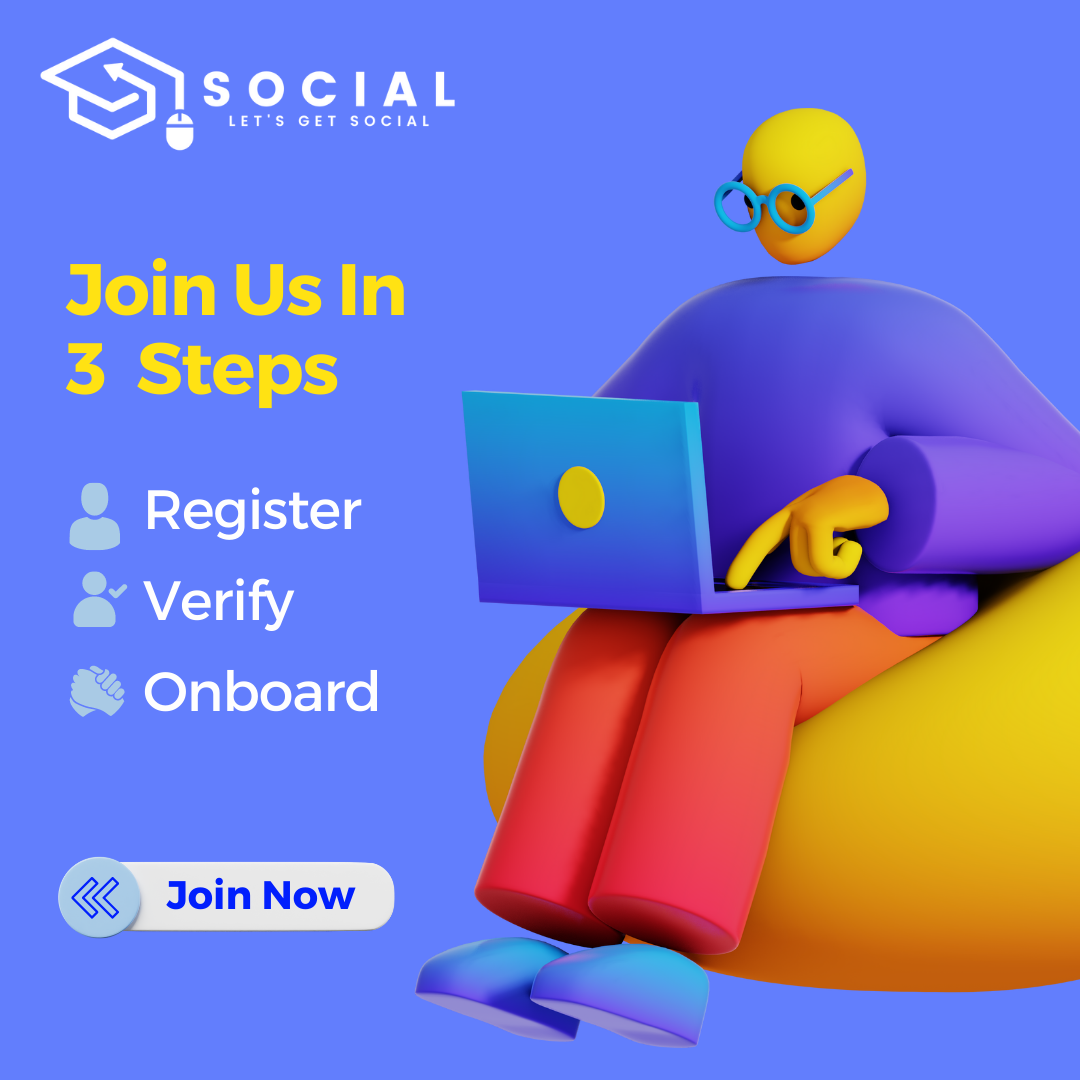 SOCIAL
LET'S GET SOCIAL
Join Us In
3 Steps
Register
Verify
Onboard
Join Now